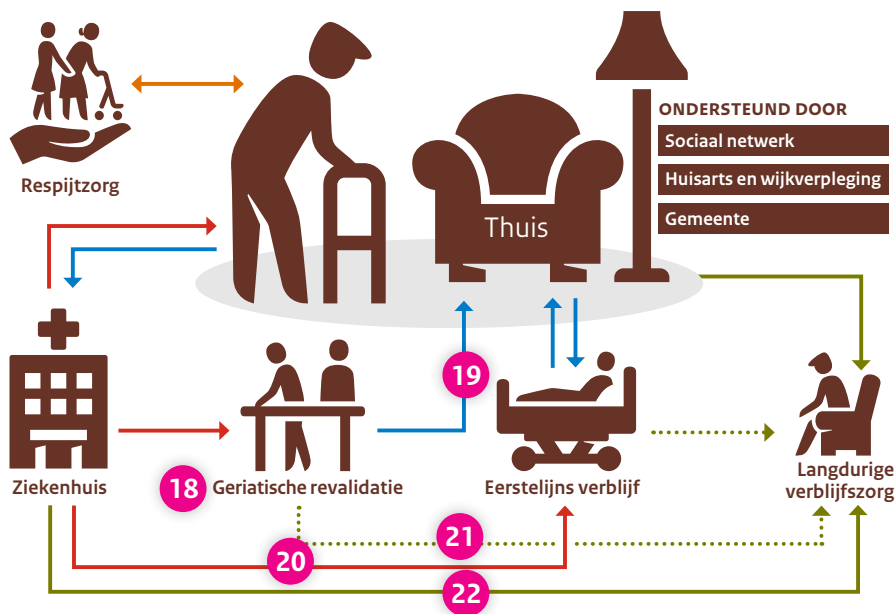 ONDERSTEUND DOOR
Sociaal netwerk
Huisarts en wijkverpleging
Gemeente
Respijtzorg
Thuis
19
Ziekenhuis
18
Geriatische revalidatie
Eerstelijns verblijf
Langdurige
verblijfszorg
21
20
22